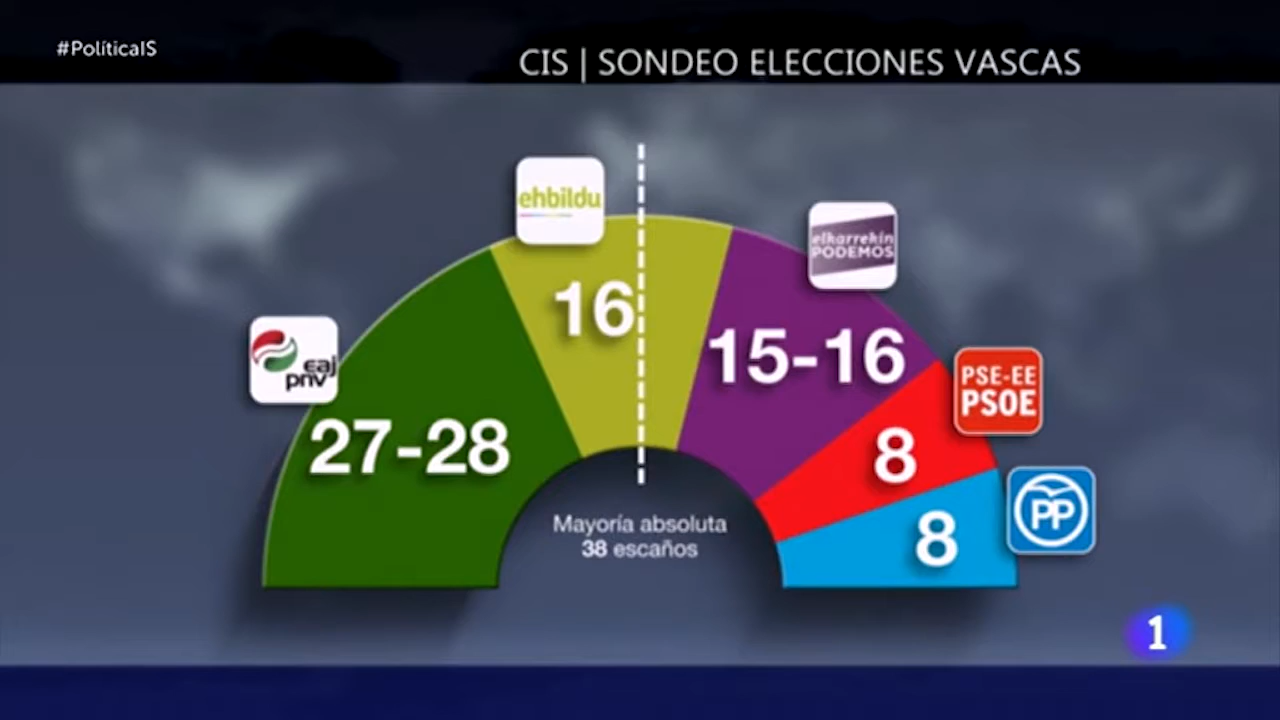 #PolíticaIS
CIS | SONDEO ELECCIONES VASCAS
ehbildu
elkarrekin
PODEMOS
16
eaj
pnv
15-16
PSE-EE
PSOE
27-28
8
PP
Mayoría absoluta
38 escaños
8
1